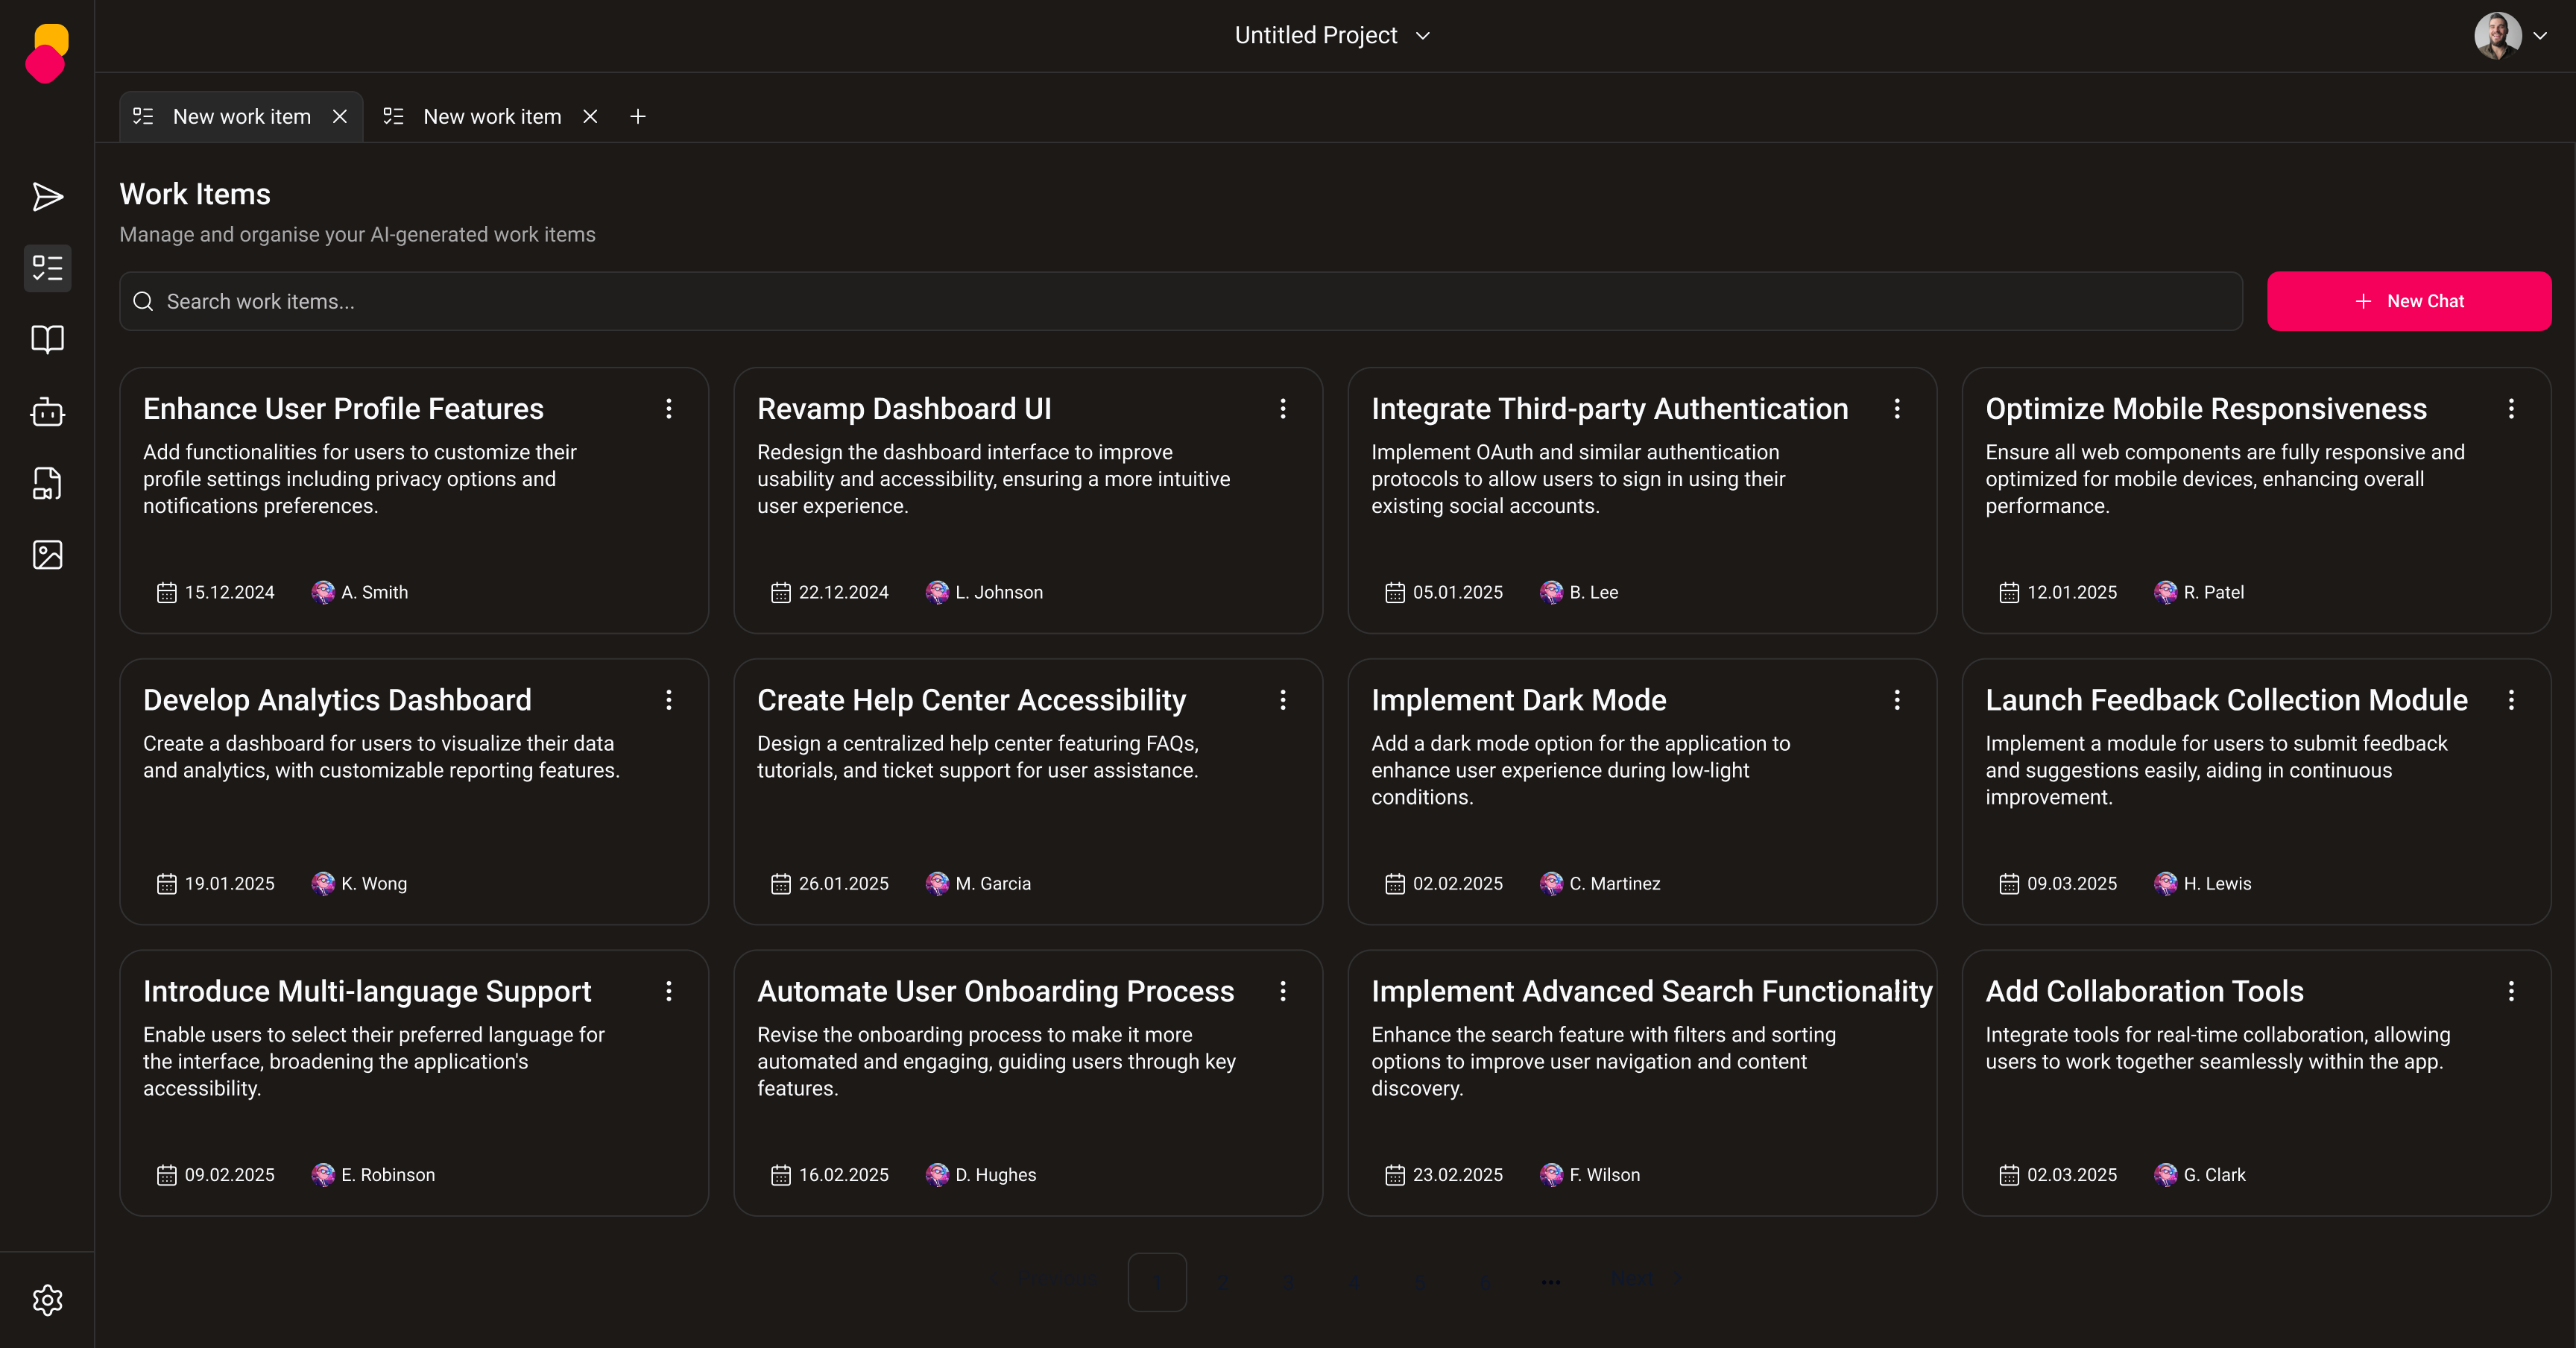 Untitled Project
New work item
New work item
Work Items
Manage and organise your AI-generated work items
Search work items...
New Chat
Enhance User Profile Features
Add functionalities for users to customize their
profile settings including privacy options and
notifications preferences.
15.12.2024
A. Smith
Revamp Dashboard UI
Redesign the dashboard interface to improve
usability and accessibility, ensuring a more intuitive
user experience.
22.12.2024
L. Johnson
Integrate Third-party Authentication
Implement OAuth and similar authentication
protocols to allow users to sign in using their
existing social accounts.
05.01.2025
B. Lee
Optimize Mobile Responsiveness
Ensure all web components are fully responsive and
optimized for mobile devices, enhancing overall
performance.
12.01.2025
R. Patel
Develop Analytics Dashboard
Create a dashboard for users to visualize their data
and analytics, with customizable reporting features.
19.01.2025
K. Wong
Create Help Center Accessibility
Design a centralized help center featuring FAQs,
tutorials, and ticket support for user assistance.
26.01.2025
M. Garcia
Implement Dark Mode
Add a dark mode option for the application to
enhance user experience during low-light
conditions.
02.02.2025
C. Martinez
Launch Feedback Collection Module
Implement a module for users to submit feedback
and suggestions easily, aiding in continuous
improvement.
09.03.2025
H. Lewis
Introduce Multi-language Support
Enable users to select their preferred language for
the interface, broadening the application's
accessibility.
09.02.2025
E. Robinson
Automate User Onboarding Process
Revise the onboarding process to make it more
automated and engaging, guiding users through key
features.
16.02.2025
D. Hughes
Implement Advanced Search Functionality
Enhance the search feature with filters and sorting
options to improve user navigation and content
discovery.
23.02.2025
F. Wilson
Add Collaboration Tools
Integrate tools for real-time collaboration, allowing
users to work together seamlessly within the app.
02.03.2025
G. Clark
1
2
3
4
5
6
...
Next